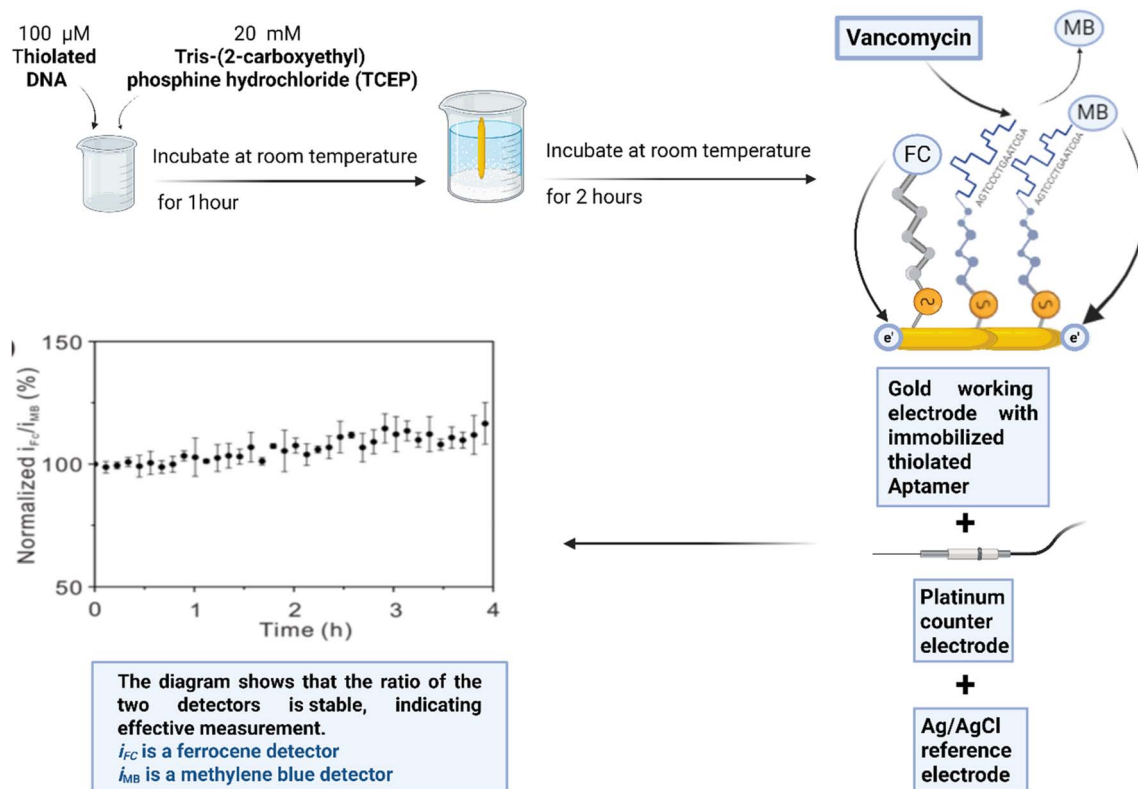 100 µM
Thiolated
DNA
20 mM
Tris-(2-carboxyethyl)
phosphine hydrochloride (TCEP)
Incubate at room temperature
for 1hour
Incubate at room temperature
for 2 hours
Vancomycin
MB
MB
FC
AGTCCCTGAATCGA
AGTCCCTGAATCGA
S
S
S
e'
e'
Gold working
electrode with
immobilized
thiolated
Aptamer
+
Platinum
counter
electrode
+
Ag/AgCl
reference
electrode
Normalized iFc/iMB (%)
150
100
50
0
1
2
3
4
Time (h)
The diagram shows that the ratio of the
two detectors is stable, indicating
effective measurement.
iFC is a ferrocene detector
iMB is a methylene blue detector